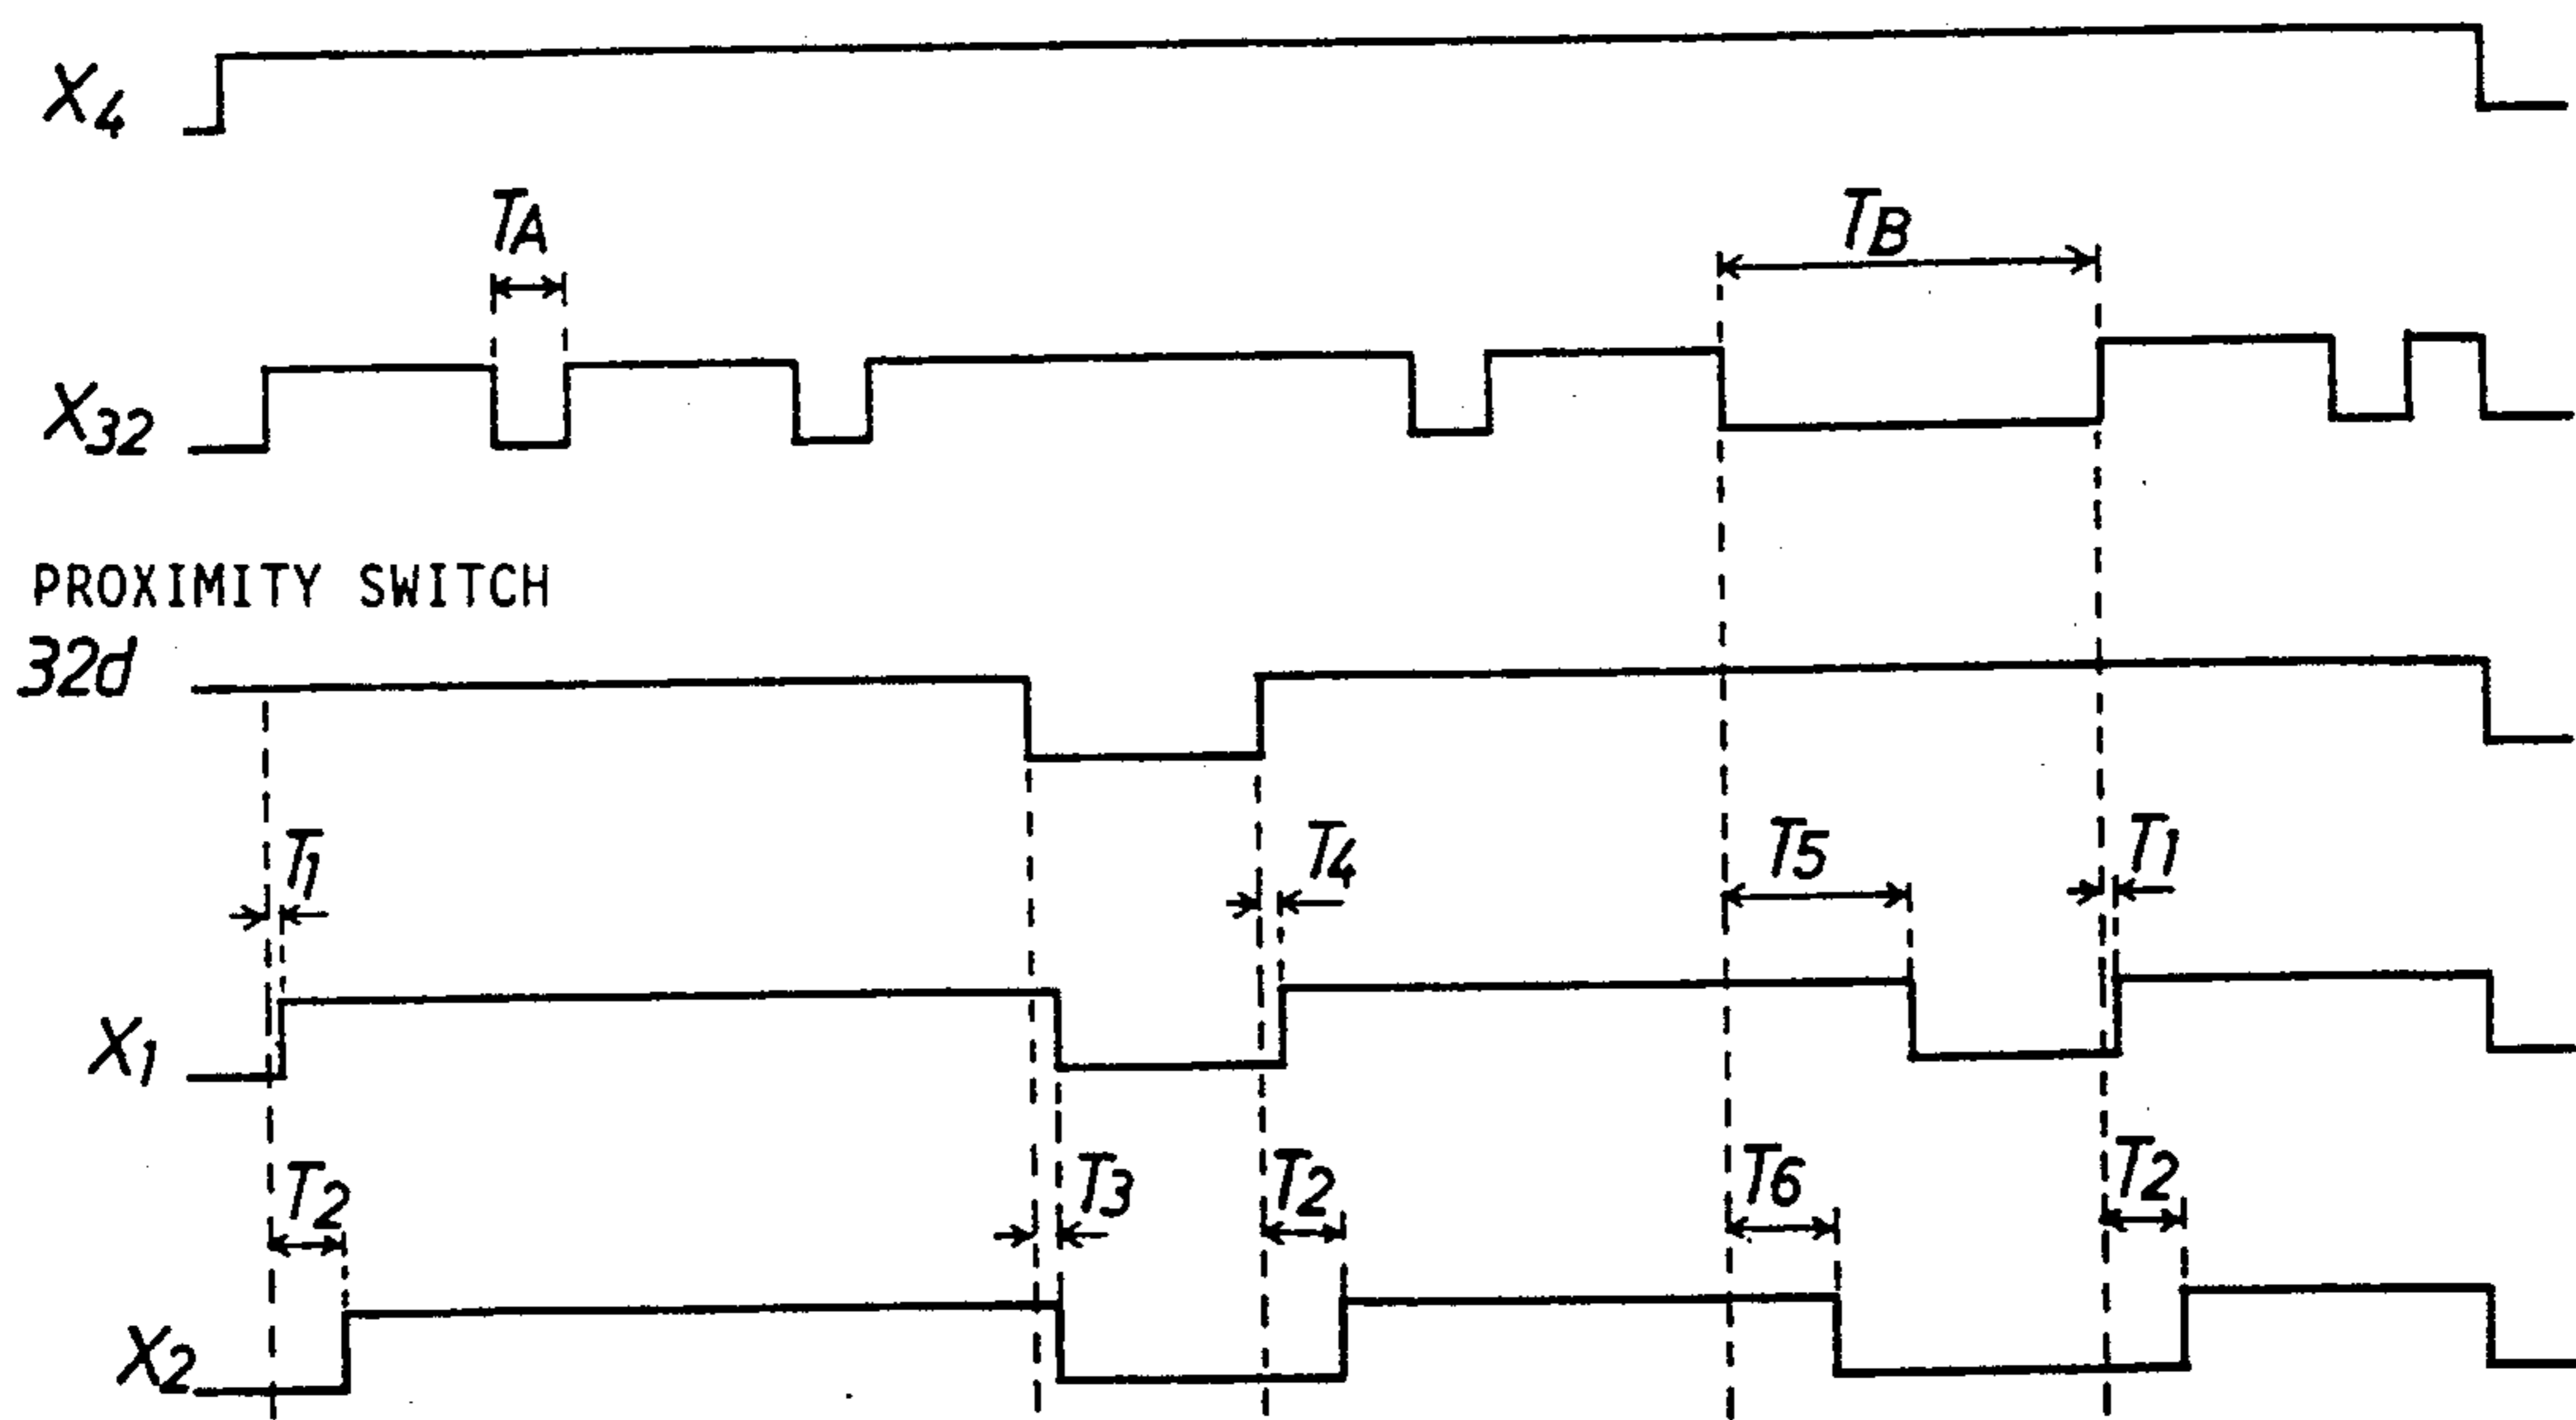 X4
TA
TB
X32
PROXIMITY SWITCH
32d
T1
T4
T5
T1
X1
T2
T3
T2
T6
T2
X2